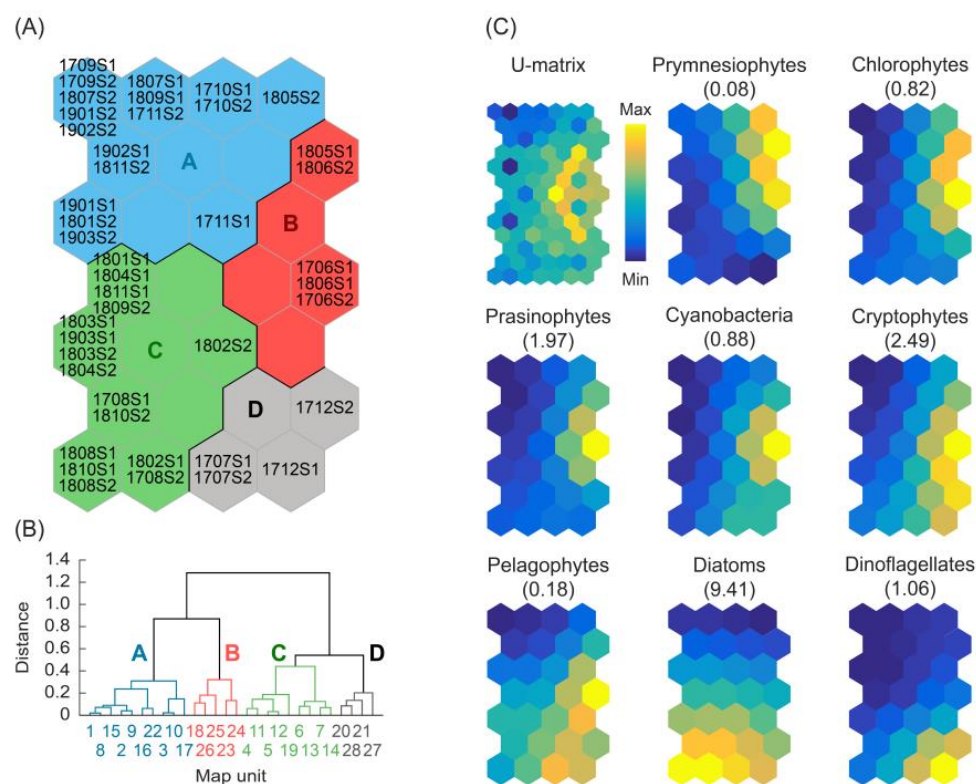 (A)
1709S1
1709S2
1807S2
1901S2
1902S2
1807S1
1809S1
1711S2
1710S1
1710S2
1805S2
1902S1
1811S2
A
1805S1
1806S2
1901S1
1801S2
1903S2
1711S1
B
1801S1
1804S1
1811S1
1809S2
1706S1
1806S1
1706S2
1803S1
1903S1
1803S2
1804S2
C
1802S2
1708S1
1810S2
D
1712S2
1808S1
1810S1
1808S2
1802S1
1708S2
1707S1
1707S2
1712S1
(B)
Distance
1.4
1.2
1.0
0.8
0.6
0.4
0.2
0
A
B
C
D
1 15 9 22 10 18 25 24 11 12 6 7 20 21
8 2 16 3 17 26 23 4 5 19 13 14 28 27
Map unit
(C)
U-matrix
Max
Min
Prymnesiophytes
(0.08)
Chlorophytes
(0.82)
Prasinophytes
(1.97)
Cyanobacteria
(0.88)
Cryptophytes
(2.49)
Pelagophytes
(0.18)
Diatoms
(9.41)
Dinoflagellates
(1.06)